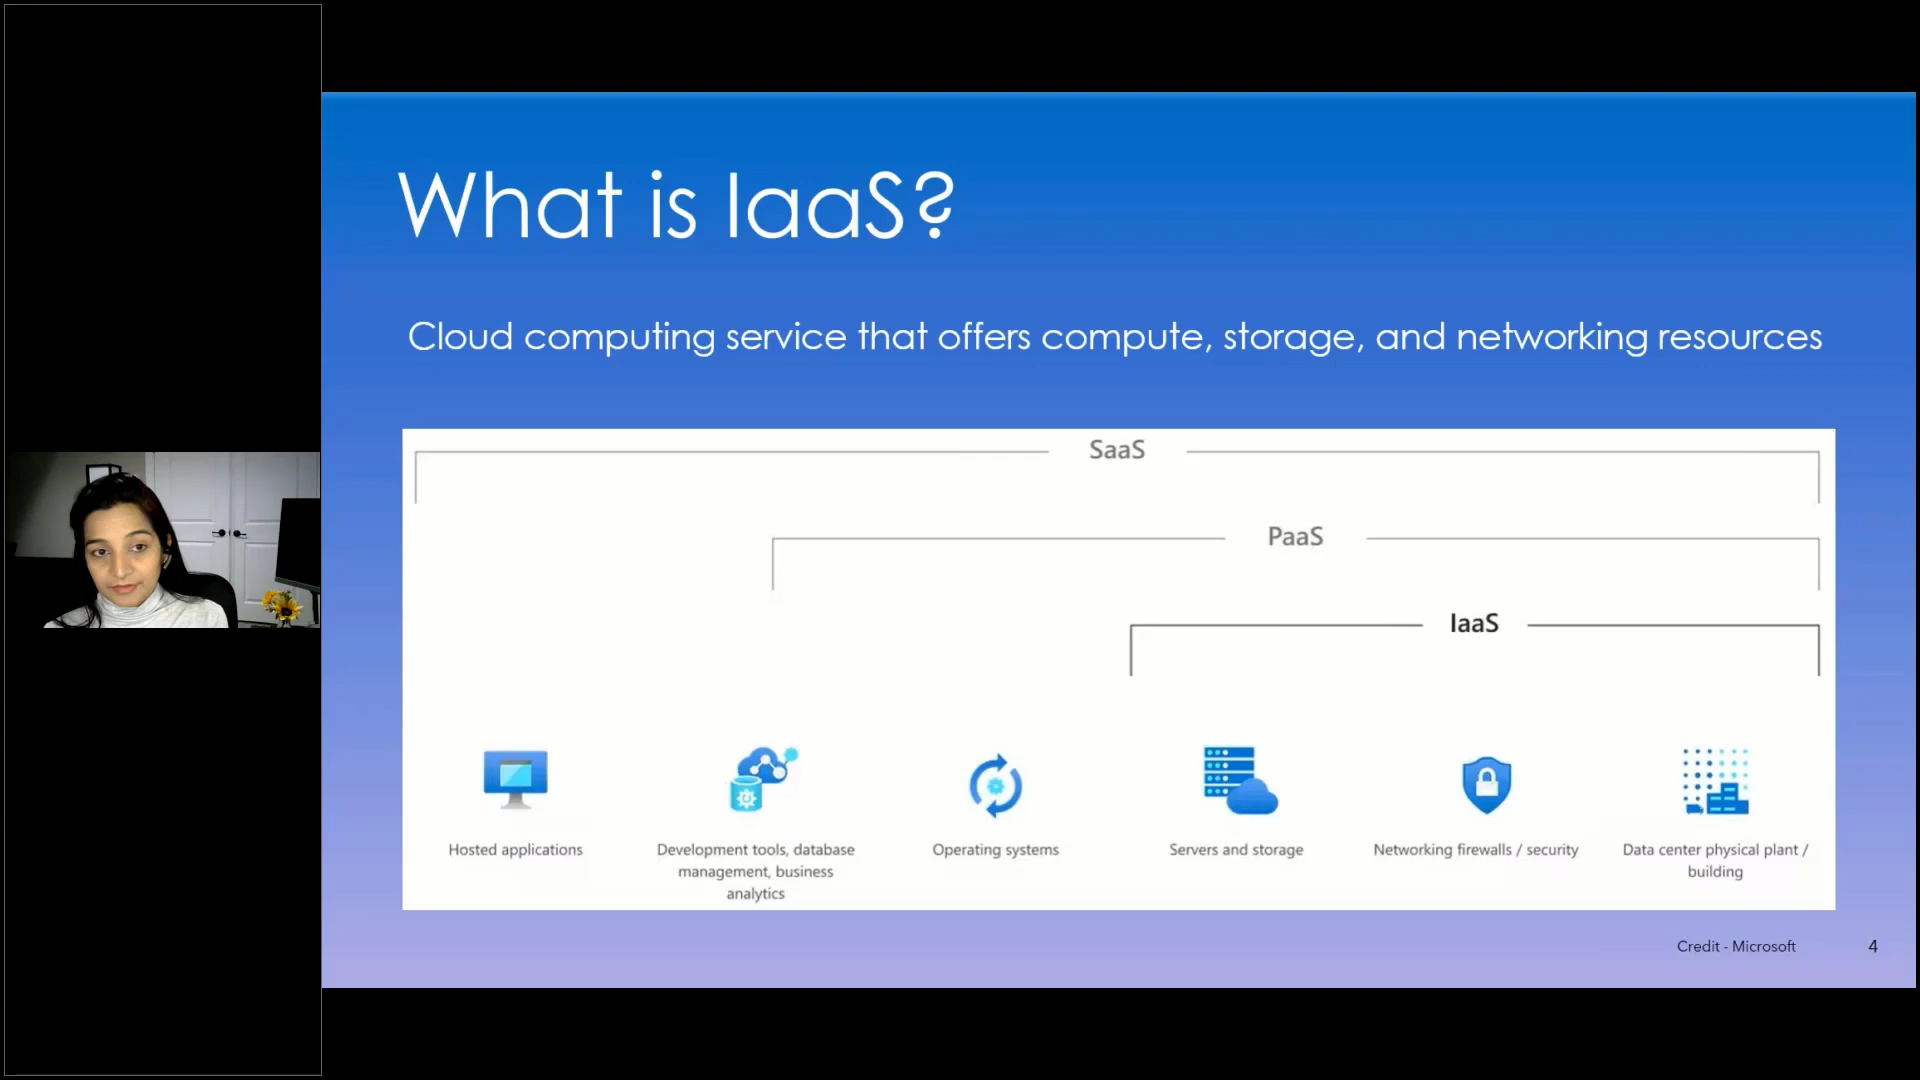 What is IaaS?
Cloud computing service that offers compute, storage, and networking resources
SaaS
PaaS
IaaS
Hosted applications
Development tools, database
management, business
analytics
Operating systems
Servers and storage
Networking firewalls / security
Data center physical plant /
building
Credit - Microsoft
4